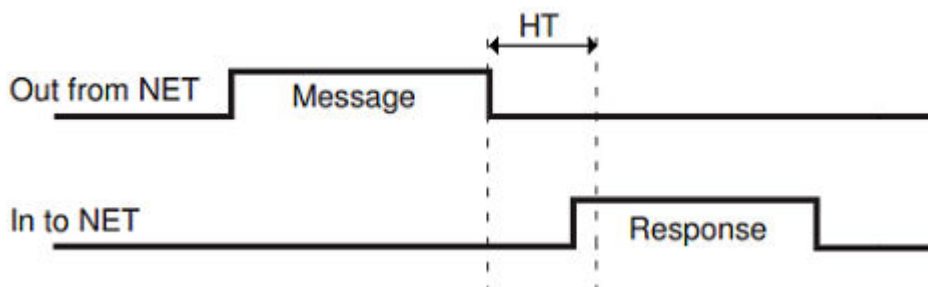 HT
Out from NET
Message
In to NET
Response